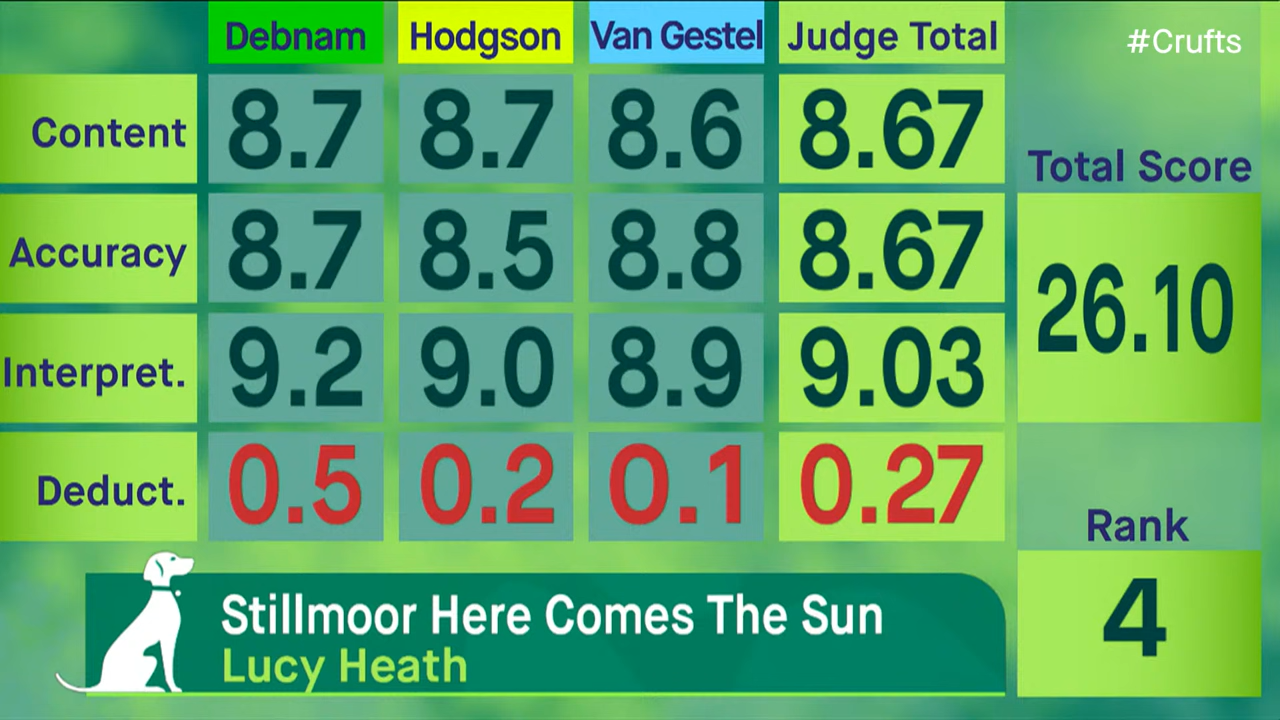 Debnam Hodgson Van Gestel Judge Total #Crufts
Content 8.7 8.7 8.6 8.67
Total Score
Accuracy 8.7 8.5 8.8 8.67
26.10
Interpret. 9.2 9.0 8.9 9.03
Deduct. 0.5 0.2 0.1 0.27
Rank
4
Stillmoor Here Comes The Sun
Lucy Heath